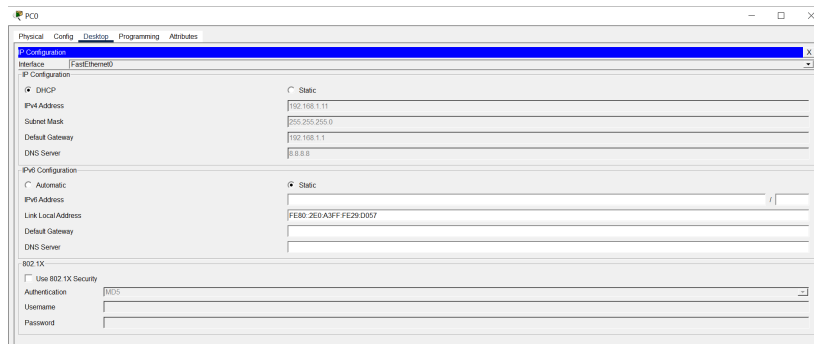 PC0
Physical Config Desktop Programming Attributes
IP Configuration X
Interface FastEthernet0
IP Configuration
DHCP Static
IPv4 Address 192.168.1.11
Subnet Mask 255.255.255.0
Default Gateway 192.168.1.1
DNS Server 8.8.8.8
IPv6 Configuration
Automatic Static
IPv6 Address /
Link Local Address FE80::2E0:A3FF:FE29:D057
Default Gateway
DNS Server
802.1X
Use 802.1X Security
Authentication MD5
Username
Password